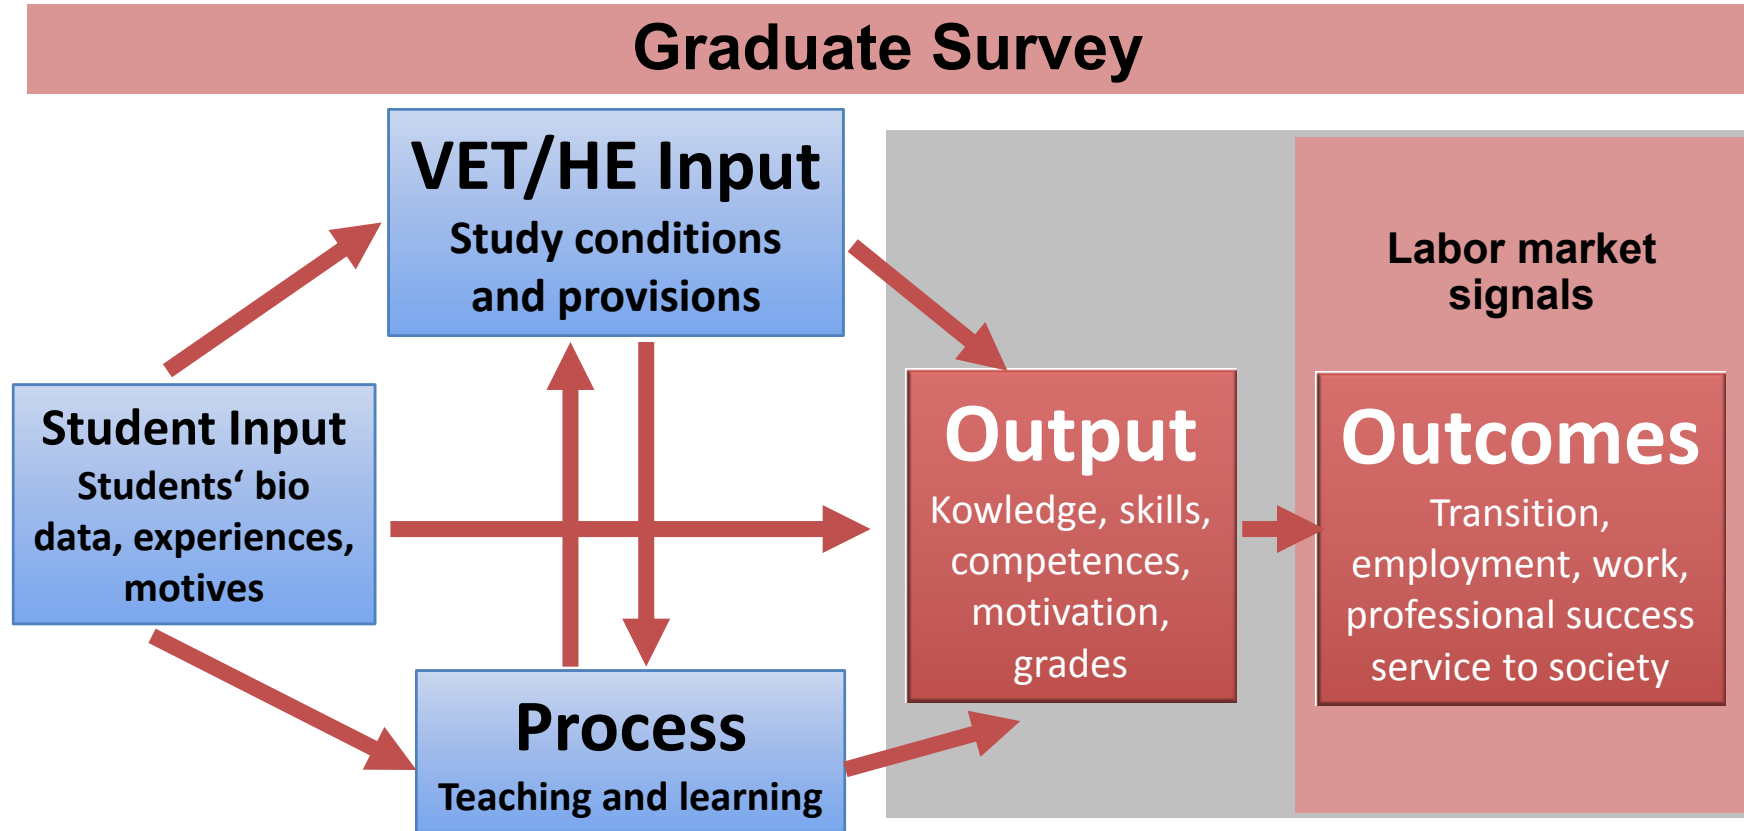 Graduate Survey
VET/HE Input
Study conditions
and provisions
Labor market
signals
Student Input
Students‘ bio
data, experiences,
motives
Output
Kowledge, skills,
competences,
motivation,
grades
Outcomes
Transition,
employment, work,
professional success
service to society
Process
Teaching and learning